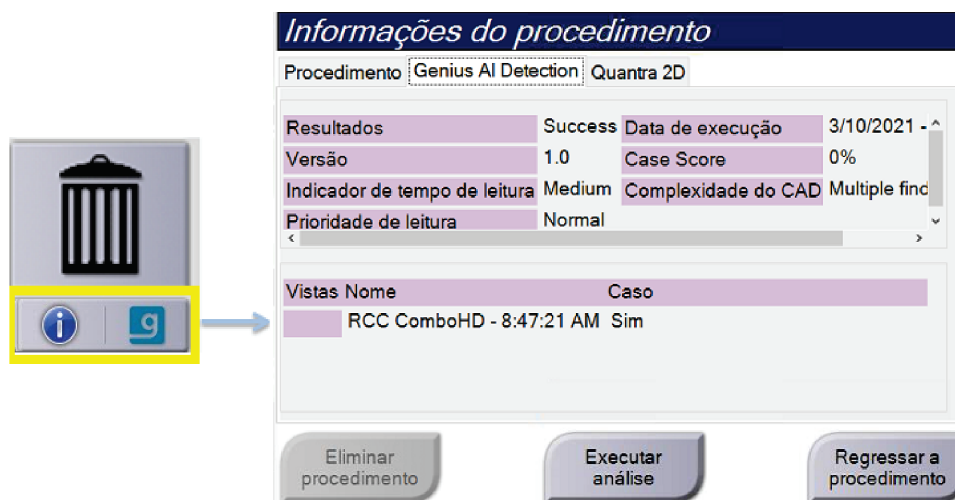 Informações do procedimento
Procedimento Genius AI Detection Quantra 2D
Resultados Success Data de execução 3/10/2021 -
Versão 1.0 Case Score 0%
Indicador de tempo de leitura Medium Complexidade do CAD Multiple find
Prioridade de leitura Normal
Vistas Nome Caso
RCC ComboHD - 8:47:21 AM Sim
i g
Eliminar procedimento
Executar análise
Regressar a procedimento